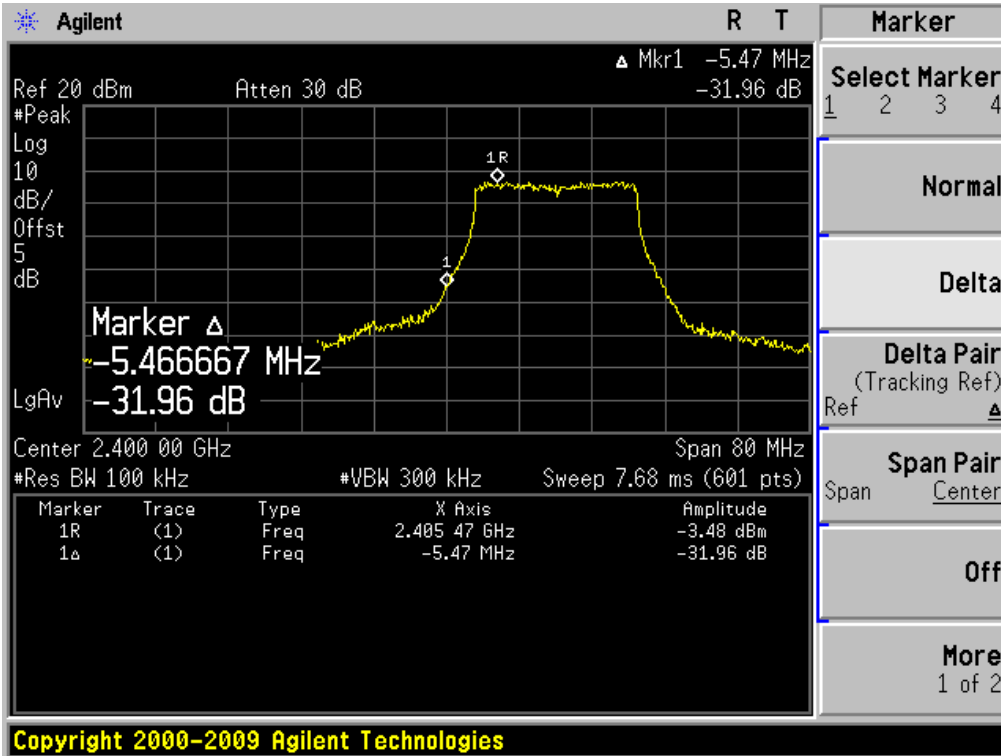 Agilent R T
Δ Mkr1 -5.47 MHz
Ref 20 dBm Atten 30 dB -31.96 dB
#Peak
Log
10
dB/
Offst
5
dB
1R
1
Marker Δ
-5.466667 MHz
-31.96 dB
LgAv
Center 2.400 00 GHz Span 80 MHz
#Res BW 100 kHz #VBW 300 kHz Sweep 7.68 ms (601 pts)
Marker Trace Type X Axis Amplitude
1R (1) Freq 2.405 47 GHz -3.48 dBm
1Δ (1) Freq -5.47 MHz -31.96 dB
Marker
Select Marker
1 2 3 4
Normal
Delta
Delta Pair
(Tracking Ref)
Ref Δ
Span Pair
Span Center
Off
More
1 of 2
Copyright 2000-2009 Agilent Technologies